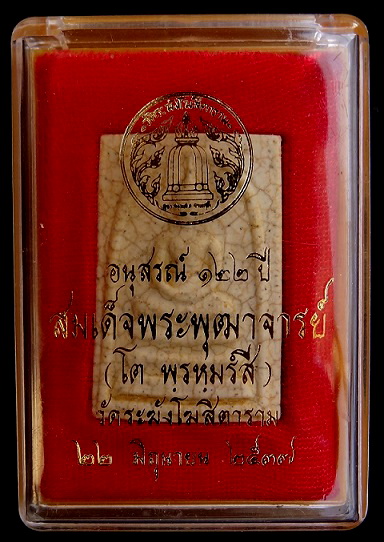 อนุสรณ์ ๑๒๒ ปี
สมเด็จพระพุฒาจารย์
(โต พรหมรังสี)
วัดระฆังโฆสิตาราม
๒๒ มิถุนายน ๒๕๓๗